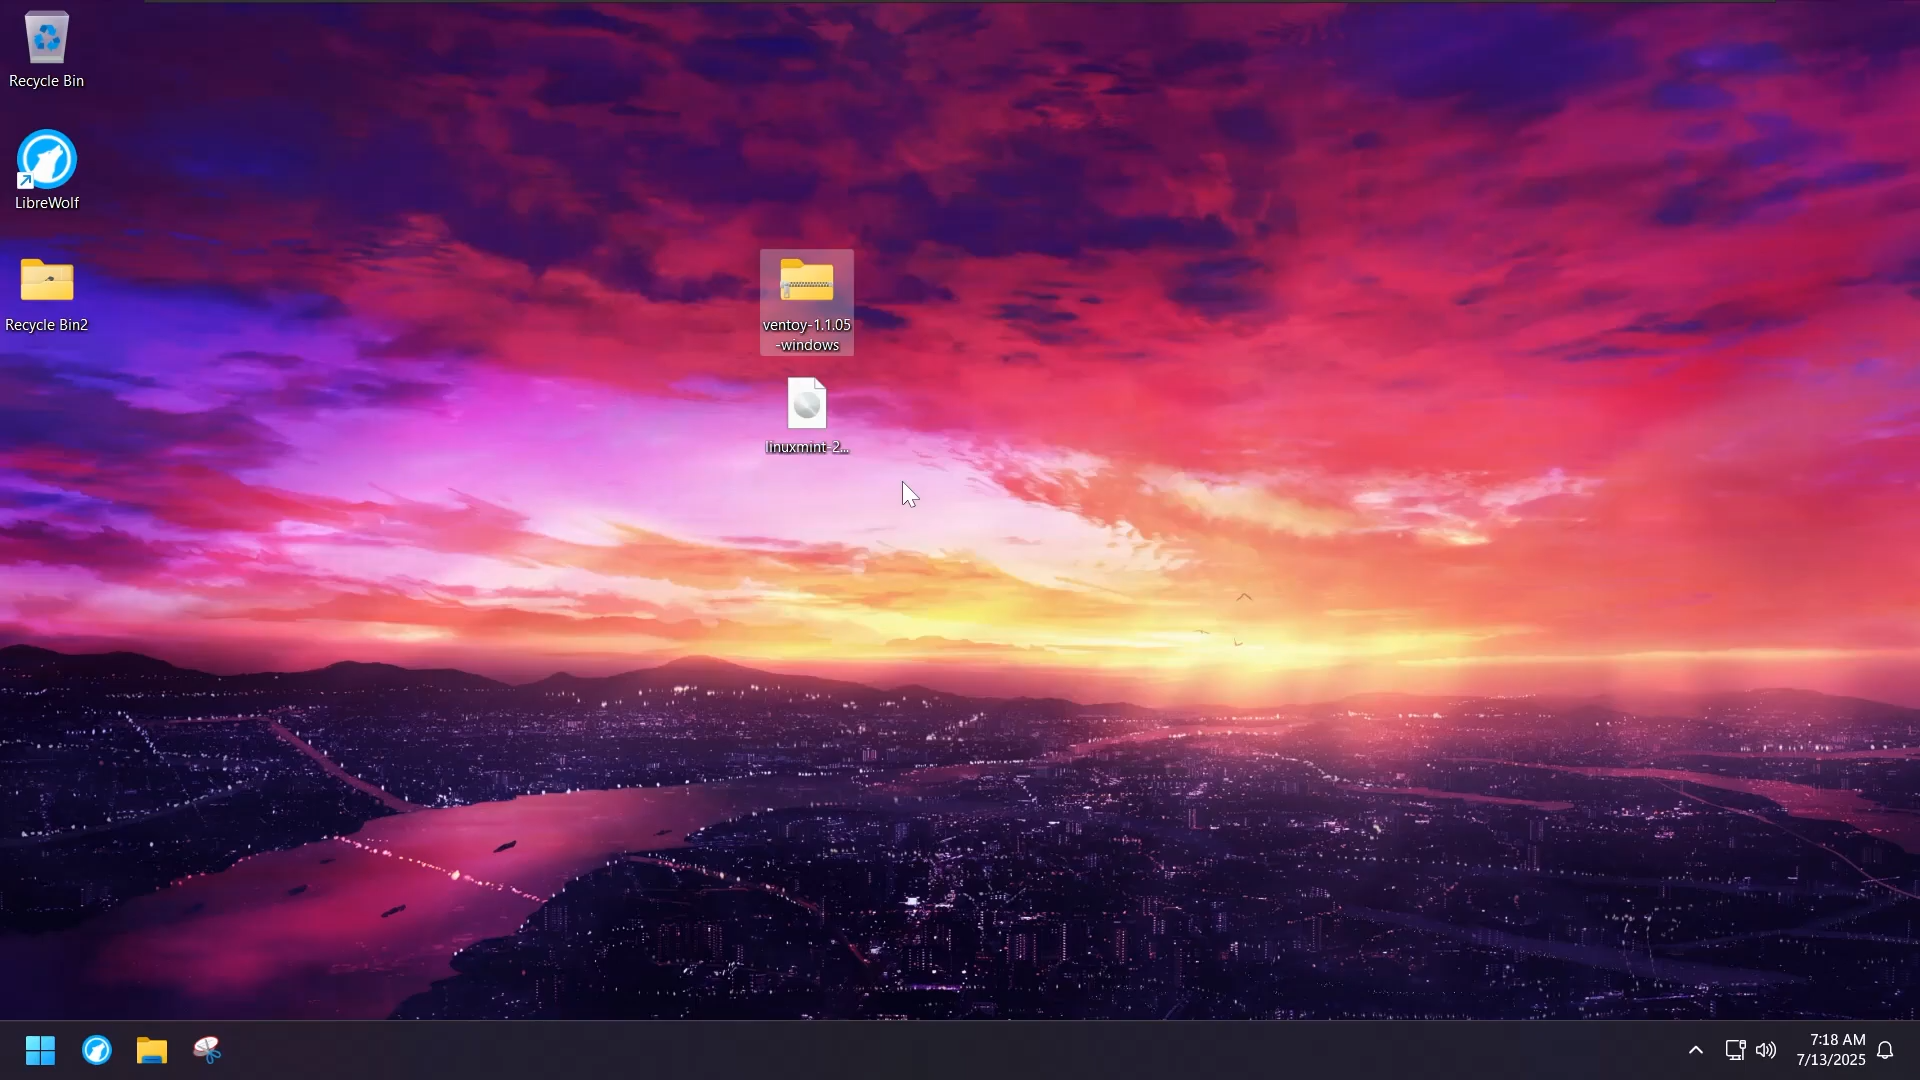 Recycle Bin
LibreWolf
Recycle Bin2
ventoy-1.1.05
-windows
linuxmint-2...
7:18 AM
7/13/2025